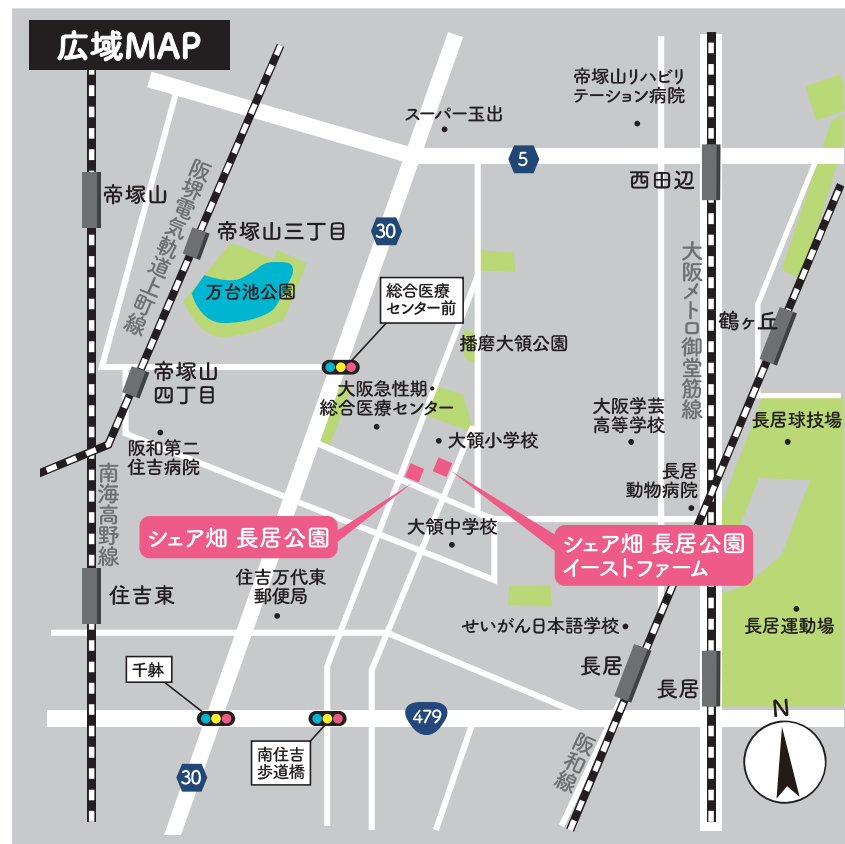 広域MAP
帝塚山リハビリ
テーション病院
スーパー玉出
5
西田辺
帝塚山
阪堺電気軌道上町線
帝塚山三丁目
30
大阪メトロ御堂筋線
万台池公園
総合医療
センター前
鶴ヶ丘
播磨大領公園
帝塚山
四丁目
大阪急性期・
総合医療センター
大阪学芸
高等学校
長居球技場
阪和第二
住吉病院
大領小学校
長居
動物病院
南海高野線
シェア畑 長居公園
大領中学校
シェア畑 長居公園
イーストファーム
住吉東
住吉万代東
郵便局
せいがん日本語学校
長居運動場
千躰
長居
長居
N
479
南住吉
歩道橋
30
阪和線